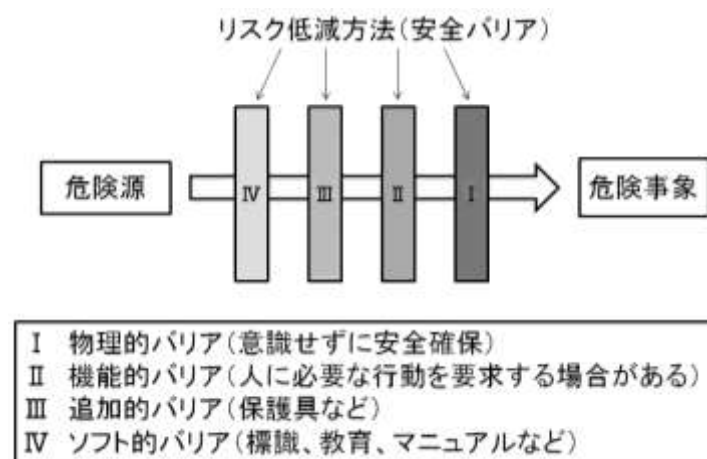 リスク低減方法(安全バリア)
危険源
Ⅳ
Ⅲ
Ⅱ
Ⅰ
危険事象
Ⅰ 物理的バリア(意識せずに安全確保)
Ⅱ 機能的バリア(人に必要な行動を要求する場合がある)
Ⅲ 追加的バリア(保護具など)
Ⅳ ソフト的バリア(標識、教育、マニュアルなど)